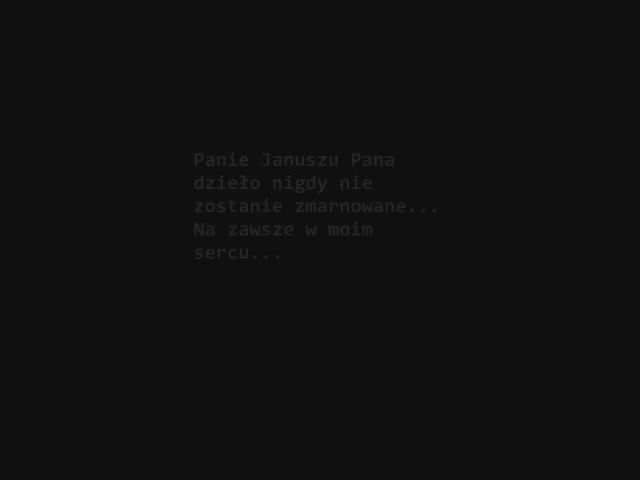 Panie Januszu Pana
dzieło nigdy nie
zostanie zmarnowane...
Na zawsze w moim
sercu...